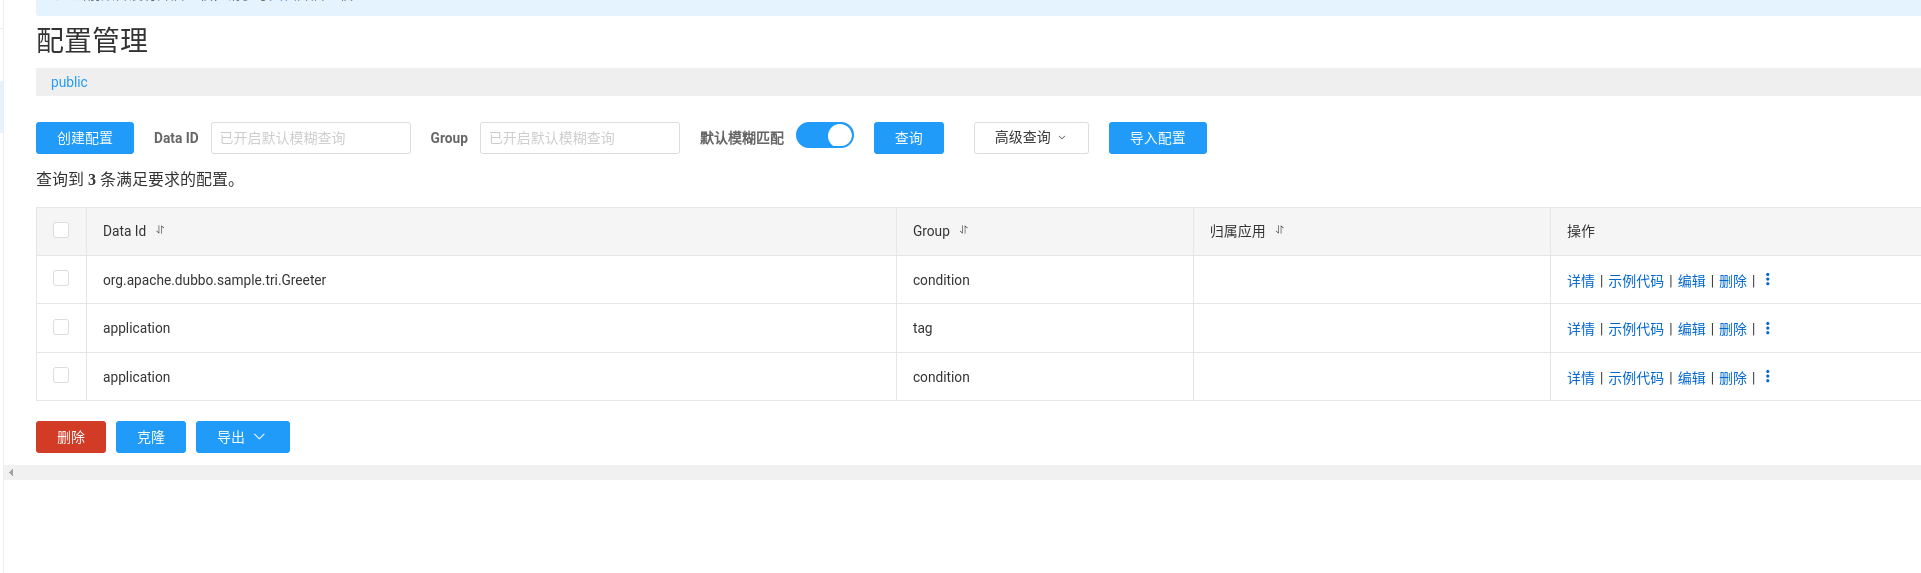 配置管理
public
创建配置 Data ID 已开启默认模糊查询 Group 已开启默认模糊查询 默认模糊匹配 查询 高级查询 导入配置
查询到 3 条满足要求的配置。
Data Id Group 归属应用 操作
org.apache.dubbo.sample.tri.Greeter condition 详情 | 示例代码 | 编辑 | 删除 |
application tag 详情 | 示例代码 | 编辑 | 删除 |
application condition 详情 | 示例代码 | 编辑 | 删除 |
删除 克隆 导出